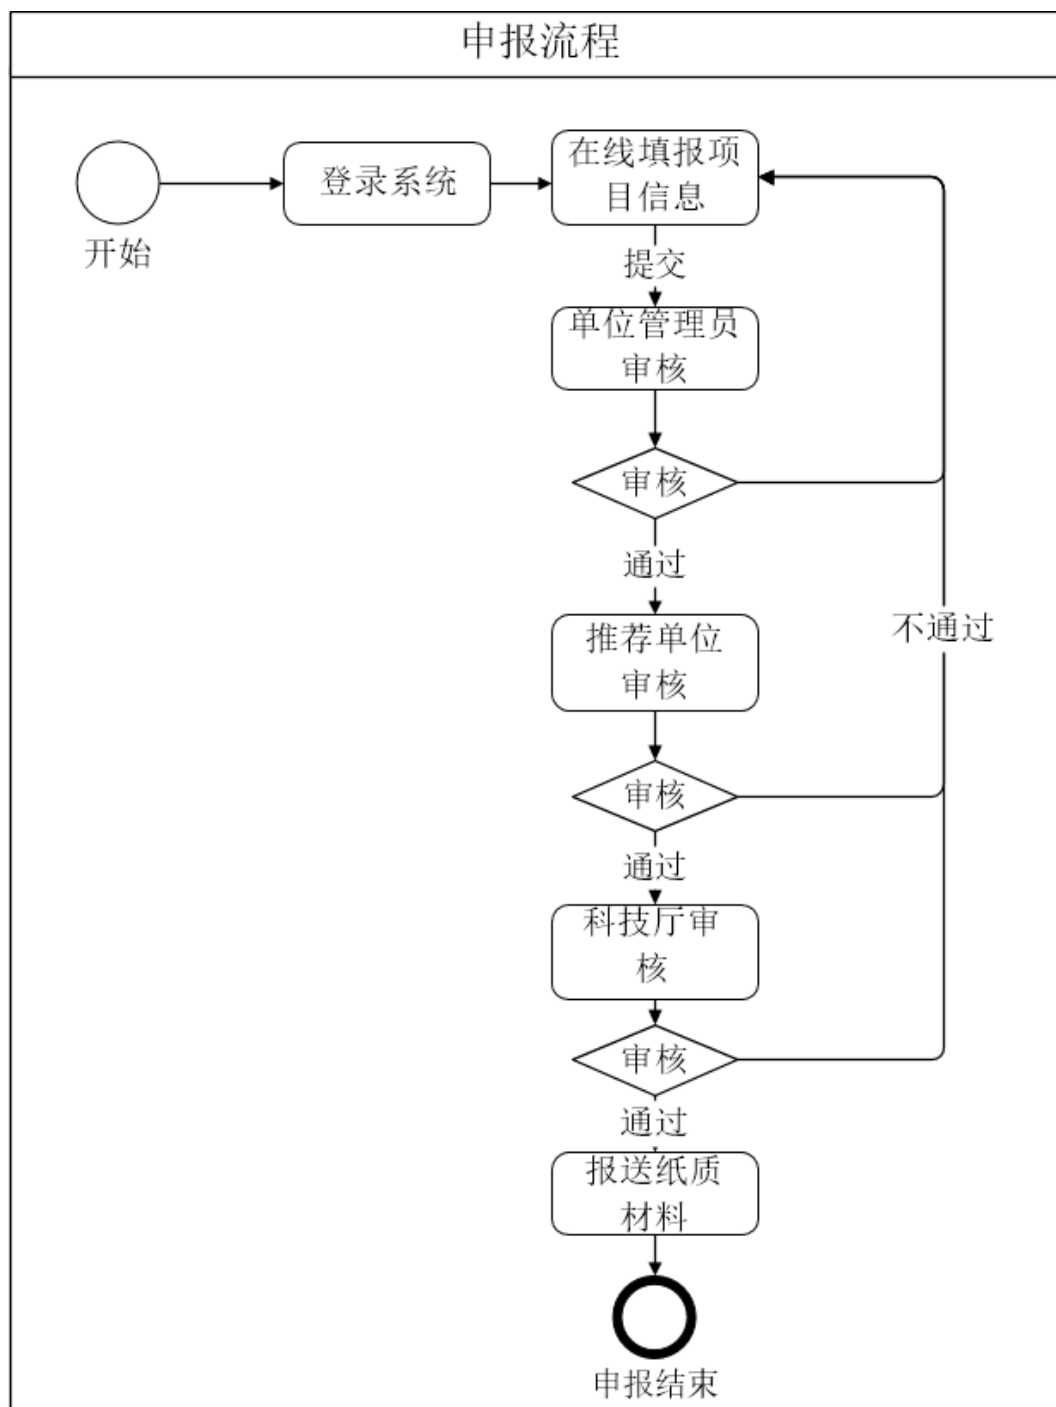 申报流程
登录系统
在线填报项
目信息
开始
提交
单位管理员
审核
审核
通过
不通过
推荐单位
审核
审核
通过
科技厅审
核
审核
通过
报送纸质
材料
申报结束